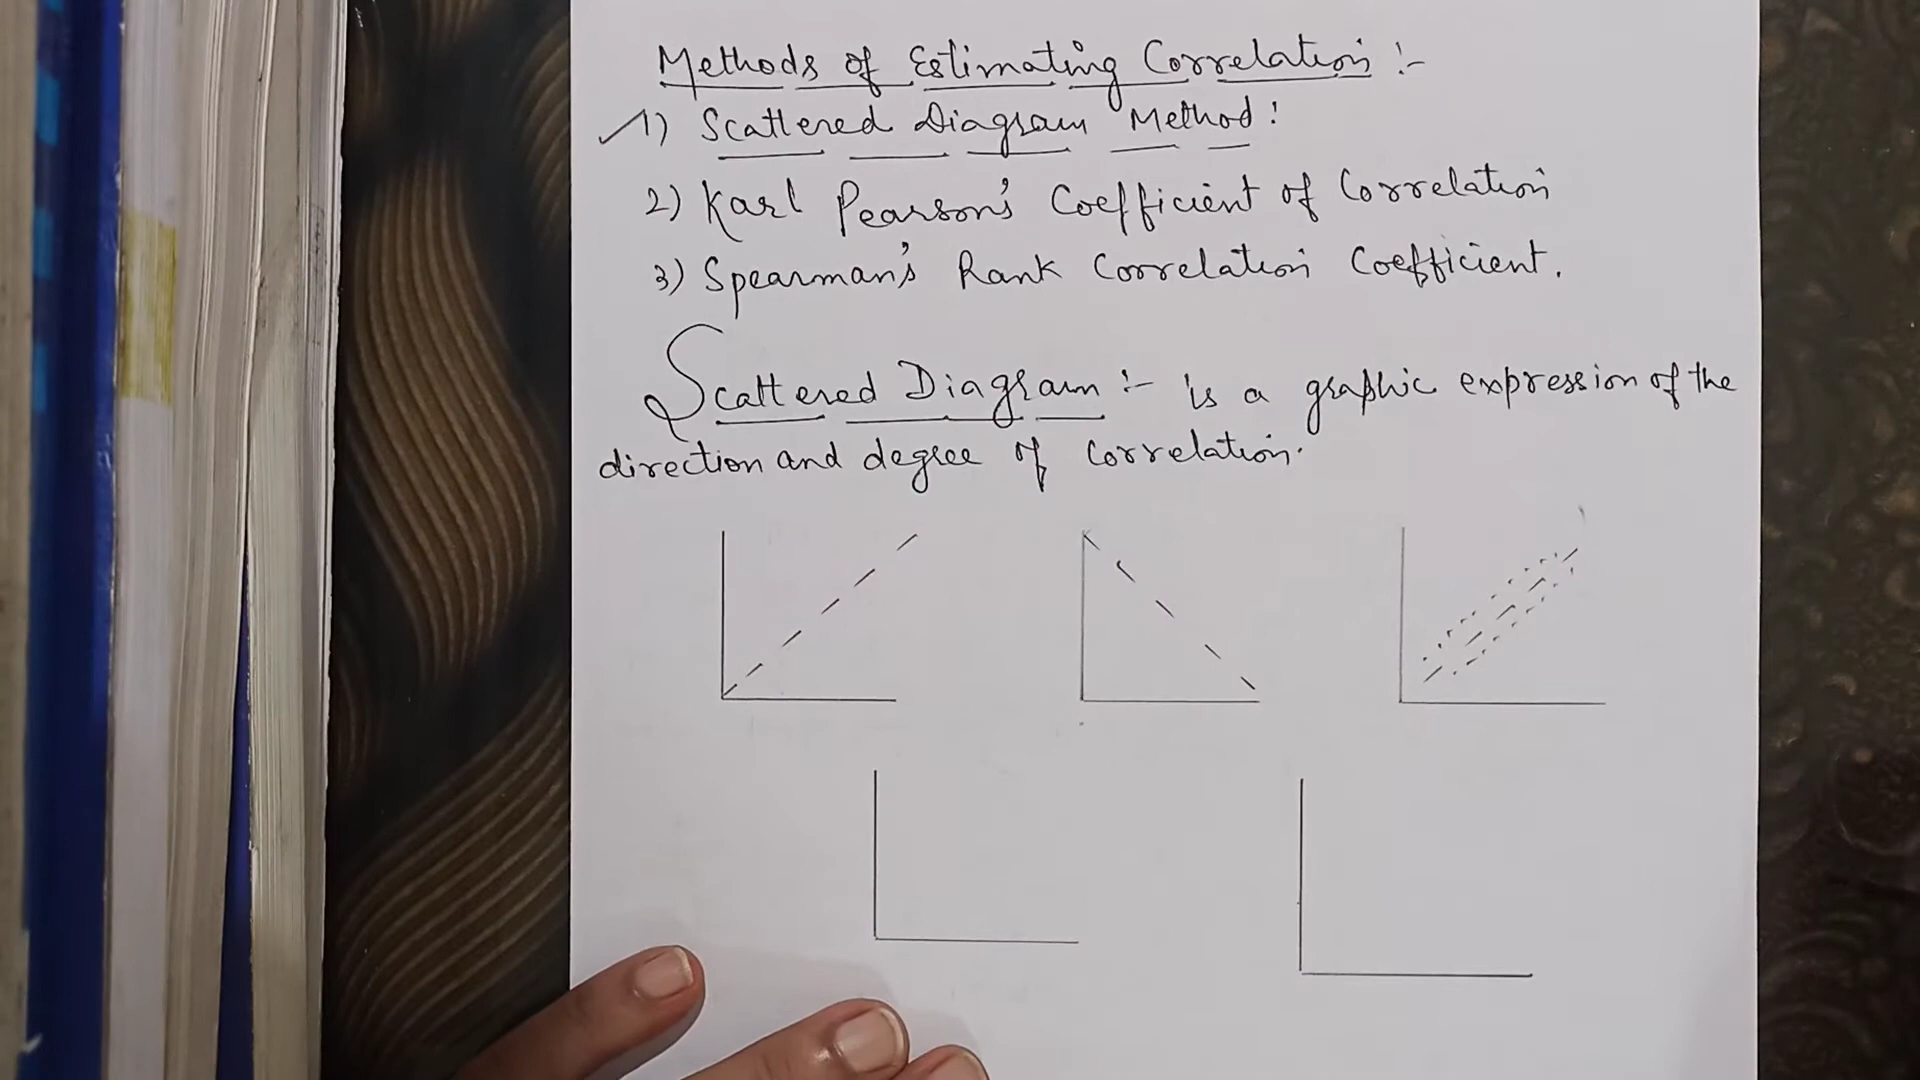 Methods of Estimating Correlation :-
1) Scattered Diagram Method :
2) Karl Pearson's Coefficient of Correlation
3) Spearman's Rank Correlation Coefficient.
Scattered Diagram :- is a graphic expression of the
direction and degree of Correlation.